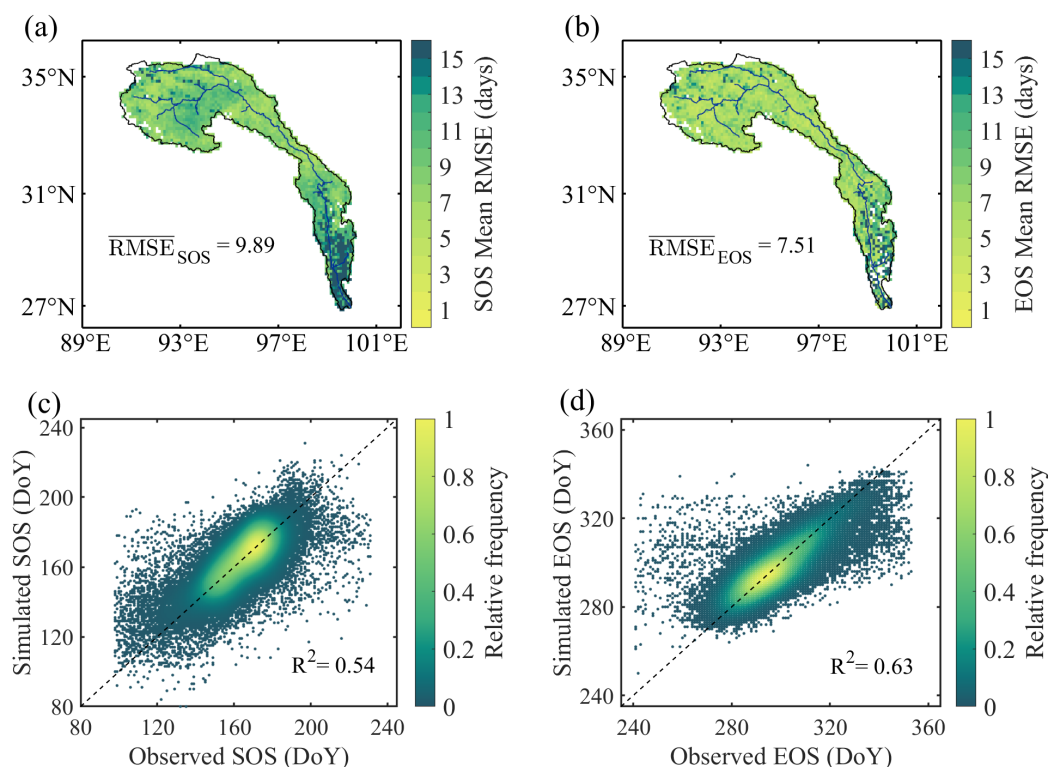 (a)
35°N
31°N
27°N
89°E 93°E 97°E 101°E
RMSE SOS = 9.89
15
13
11
9
7
5
3
1
SOS Mean RMSE (days)
(b)
35°N
31°N
27°N
89°E 93°E 97°E 101°E
RMSE EOS = 7.51
15
13
11
9
7
5
3
1
EOS Mean RMSE (days)
(c)
Simulated SOS (DoY)
240
200
160
120
80
80 120 160 200 240
Observed SOS (DoY)
R² = 0.54
1
0.8
0.6
0.4
0.2
0
Relative frequency
(d)
Simulated EOS (DoY)
360
320
280
240
240 280 320 360
Observed EOS (DoY)
R² = 0.63
1
0.8
0.6
0.4
0.2
0
Relative frequency